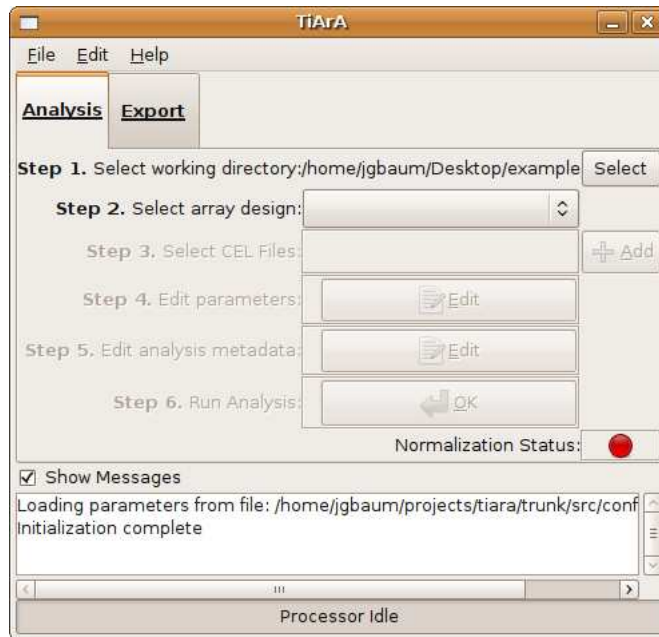 TiArA
File Edit Help
Analysis Export
Step 1. Select working directory:/home/jgbaum/Desktop/example Select
Step 2. Select array design:
Step 3. Select CEL Files: Add
Step 4. Edit parameters: Edit
Step 5. Edit analysis metadata: Edit
Step 6. Run Analysis: OK
Normalization Status:
Show Messages
Loading parameters from file: /home/jgbaum/projects/tiara/trunk/src/conf
Initialization complete
Processor Idle